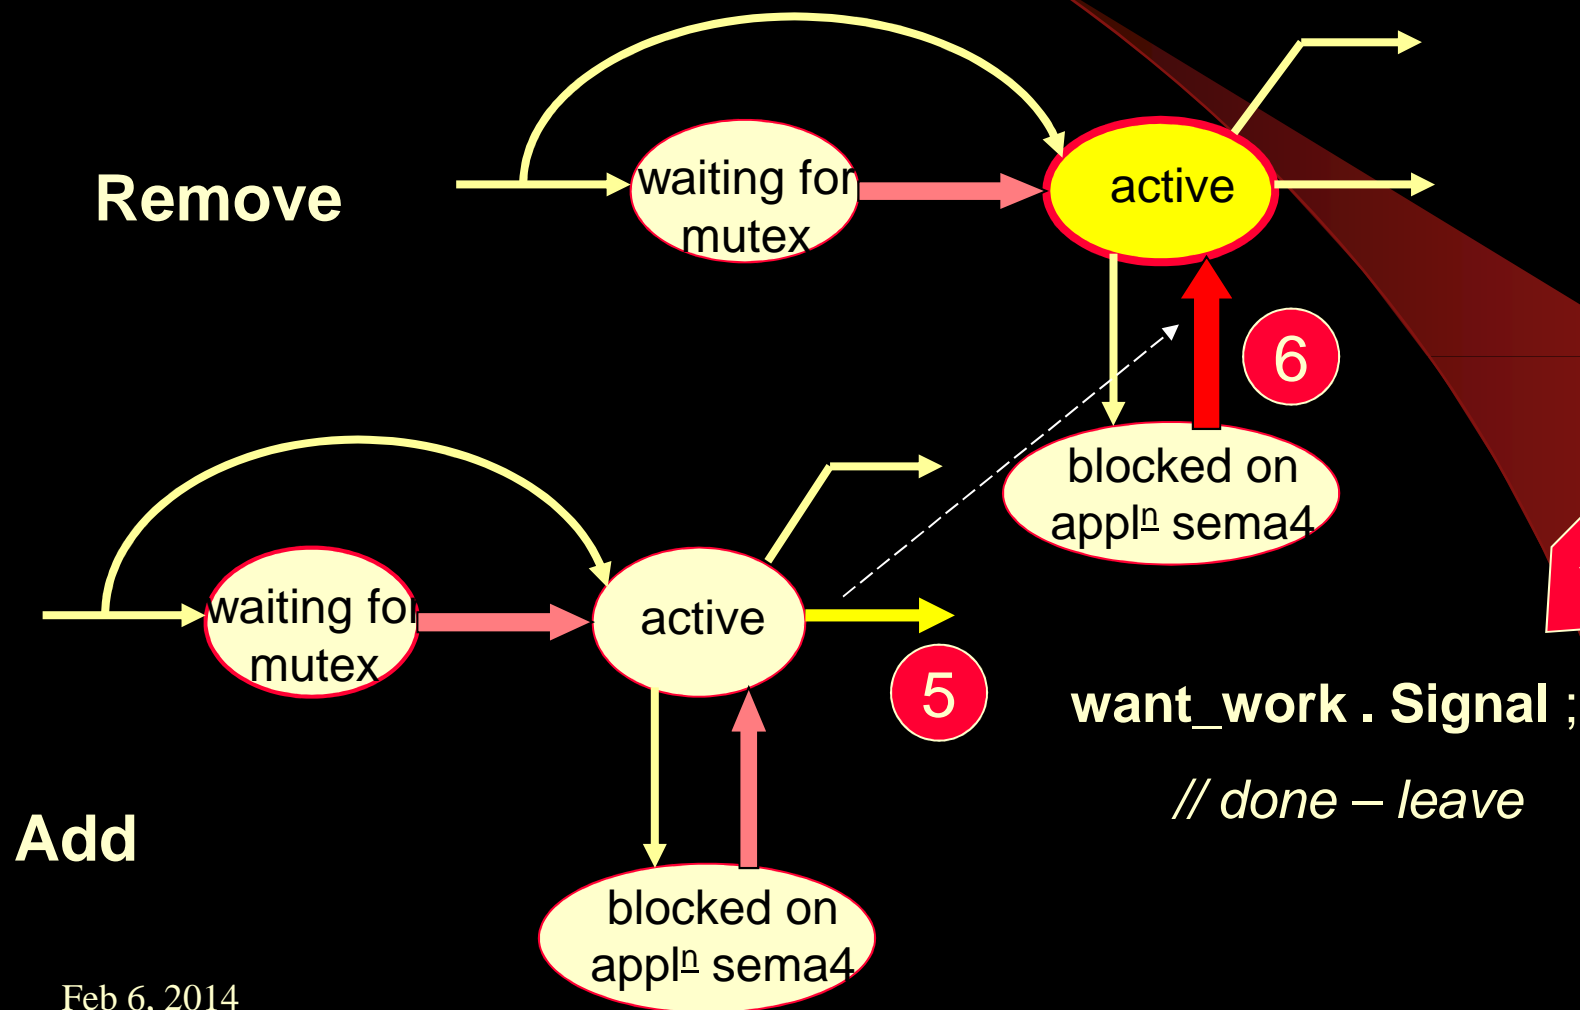 Remove
waiting for
mutex
active
6
blocked on
appln sema4
waiting for
mutex
active
5
want_work . Signal ;
// done – leave
Add
blocked on
appln sema4
Feb 6, 2014